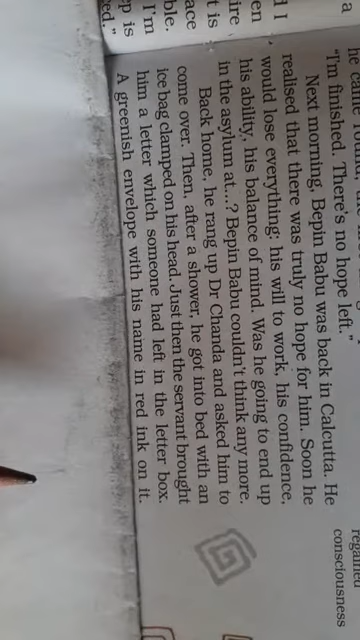 "I'm finished. There's no hope left."
Next morning, Bepin Babu was back in Calcutta. He
realised that there was truly no hope for him. Soon he
would lose everything: his will to work, his confidence,
his ability, his balance of mind. Was he going to end up
in the asylum at...? Bepin Babu couldn't think any more.
Back home, he rang up Dr Chanda and asked him to
come over. Then, after a shower, he got into bed with an
ice bag clamped on his head. Just then the servant brought
him a letter which someone had left in the letter box.
A greenish envelope with his name in red ink on it.
regained
consciousness